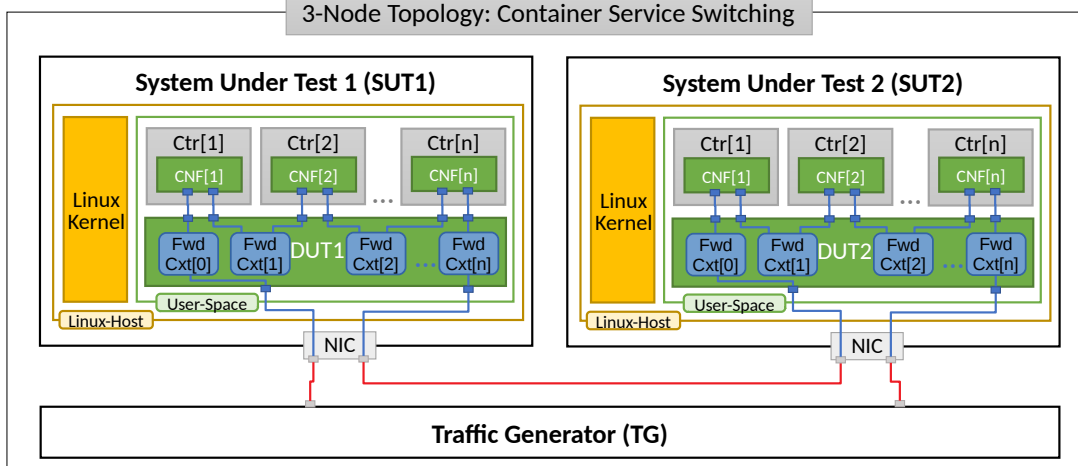 3-Node Topology: Container Service Switching
System Under Test 1 (SUT1)
Linux
Kernel
Ctr[1]
Ctr[2]
Ctr[n]
CNF[1]
CNF[2]
CNF[n]
...
Fwd
Cxt[0]
Fwd
Cxt[1]
DUT1
Fwd
Cxt[2]
...
Fwd
Cxt[n]
User-Space
Linux-Host
NIC
System Under Test 2 (SUT2)
Linux
Kernel
Ctr[1]
Ctr[2]
Ctr[n]
CNF[1]
CNF[2]
CNF[n]
...
Fwd
Cxt[0]
Fwd
Cxt[1]
DUT2
Fwd
Cxt[2]
...
Fwd
Cxt[n]
User-Space
Linux-Host
NIC
Traffic Generator (TG)